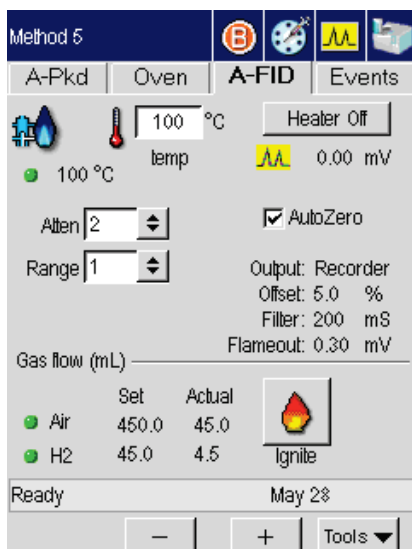 Method 5 B
A-Pkd Oven A-FID Events
100 °C Heater Off
temp 0.00 mV
100 °C
Atten 2 AutoZero
Range 1 Output: Recorder
Offset: 5.0 %
Filter: 200 mS
Flameout: 0.30 mV
Gas flow (mL)
Set Actual
Air 450.0 45.0
H2 45.0 4.5 Ignite
Ready May 28
− + Tools